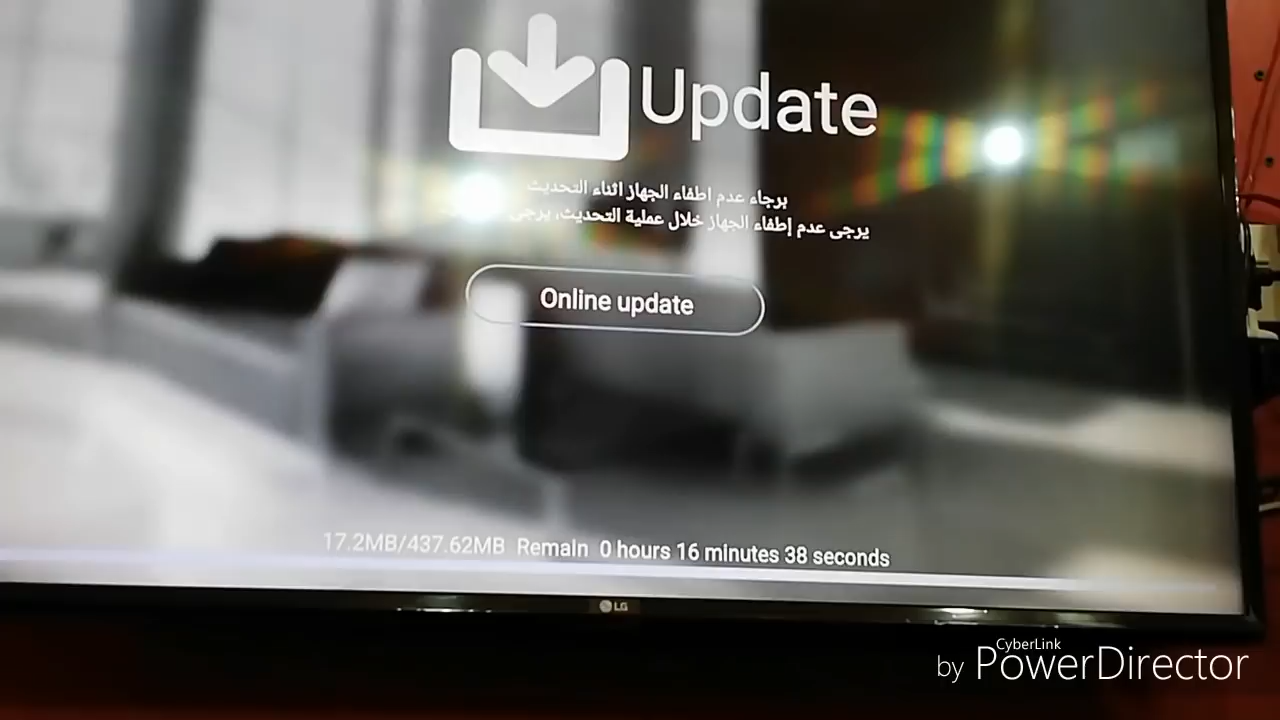 Update
برجاء عدم اطفاء الجهاز اثناء التحديث
يرجى عدم إطفاء الجهاز خلال عملية التحديث، يرجى
Online update
17.2MB/437.62MB Remain 0 hours 16 minutes 38 seconds
LG
CyberLink
by PowerDirector